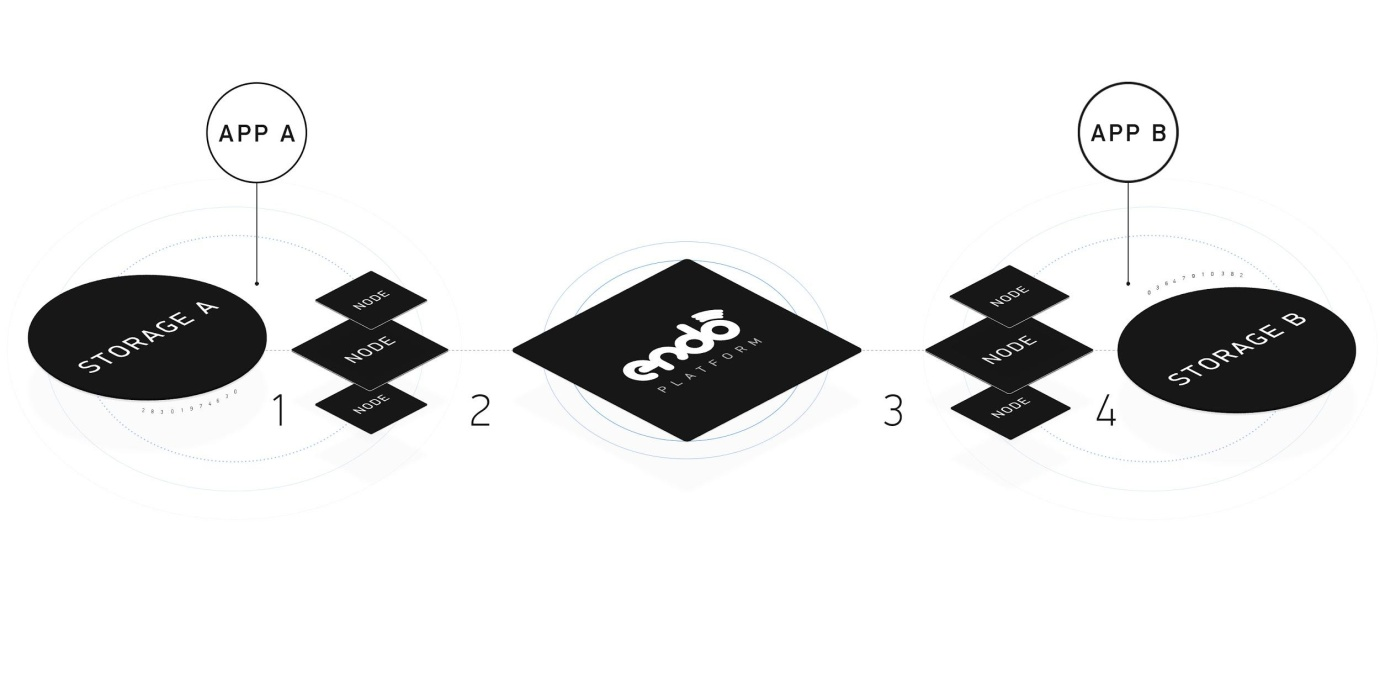 APP A
APP B
STORAGE A
NODE
NODE
NODE
endo
PLATFORM
NODE
NODE
NODE
STORAGE B
1
2
3
4